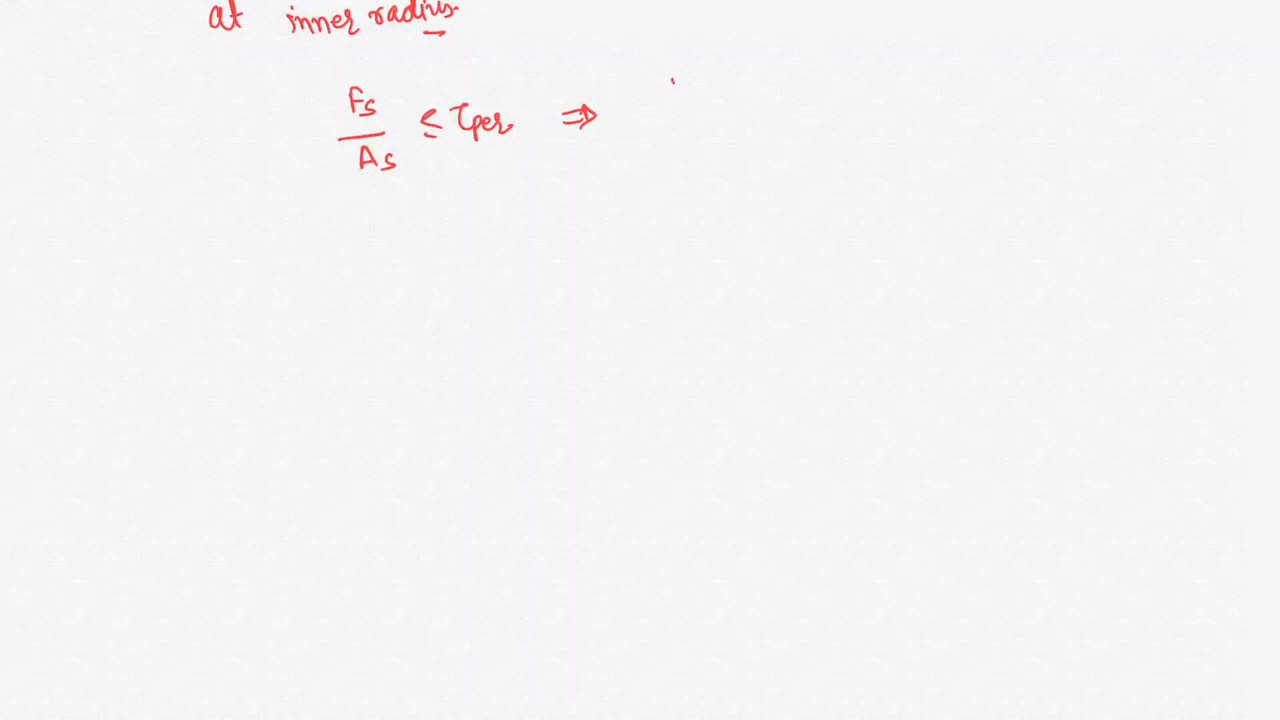 at inner radius.
Fs/As ≤ τper ⇒